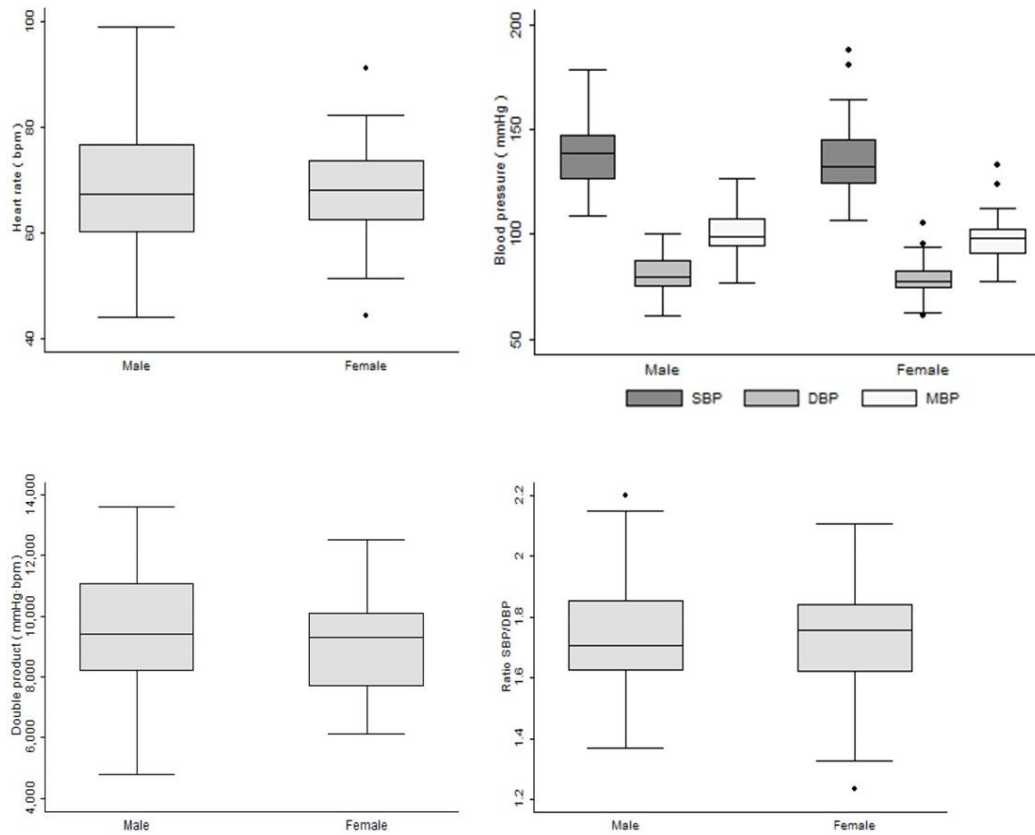 Heart rate ( bpm )
100
80
60
40
Male Female
Blood pressure ( mmHg )
200
150
100
50
Male Female
SBP DBP MBP
Double product ( mmHg·bpm )
14,000
12,000
10,000
8,000
6,000
4,000
Male Female
Ratio SBP/DBP
2.2
2
1.8
1.6
1.4
1.2
Male Female